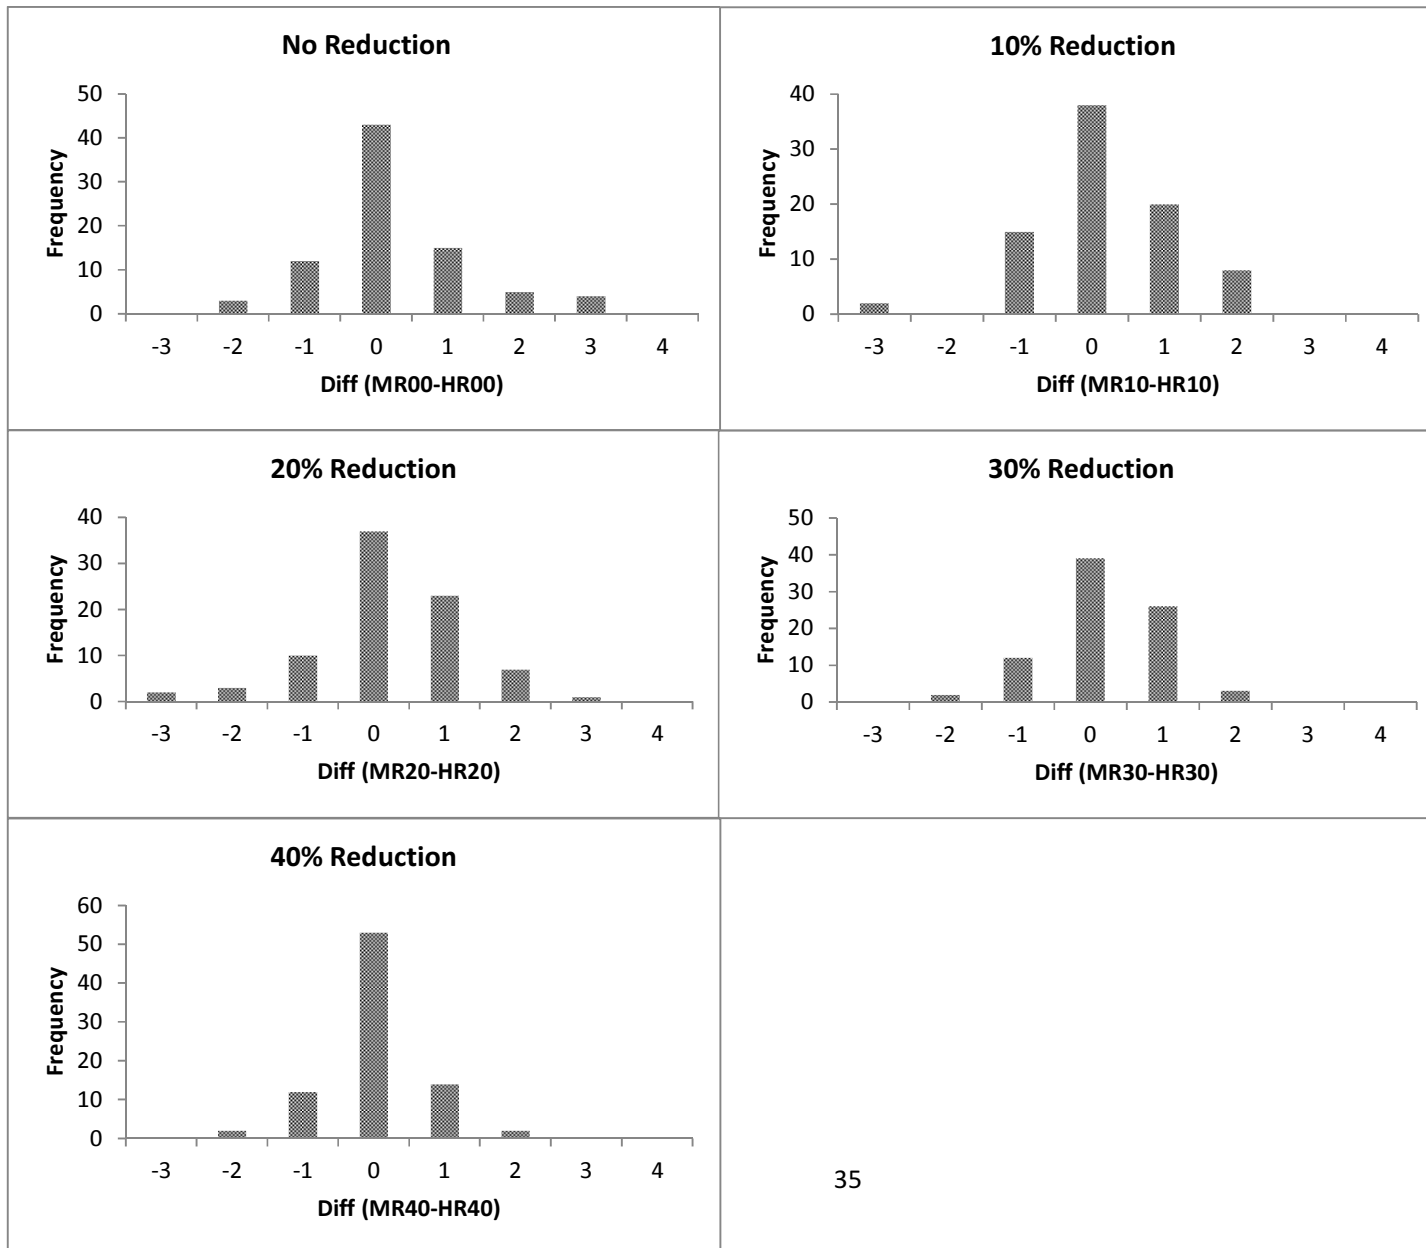 No Reduction
50
40
30
20
10
0
Frequency
-3 -2 -1 0 1 2 3 4
Diff (MR00-HR00)
10% Reduction
40
30
20
10
0
Frequency
-3 -2 -1 0 1 2 3 4
Diff (MR10-HR10)
20% Reduction
40
30
20
10
0
Frequency
-3 -2 -1 0 1 2 3 4
Diff (MR20-HR20)
30% Reduction
50
40
30
20
10
0
Frequency
-3 -2 -1 0 1 2 3 4
Diff (MR30-HR30)
40% Reduction
60
50
40
30
20
10
0
Frequency
-3 -2 -1 0 1 2 3 4
Diff (MR40-HR40)
35